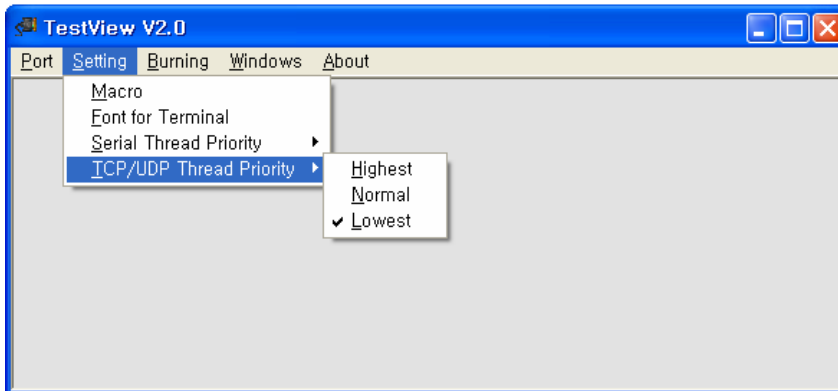 TestView V2.0
Port Setting Burning Windows About
Macro
Font for Terminal
Serial Thread Priority
TCP/UDP Thread Priority
Highest
Normal
Lowest